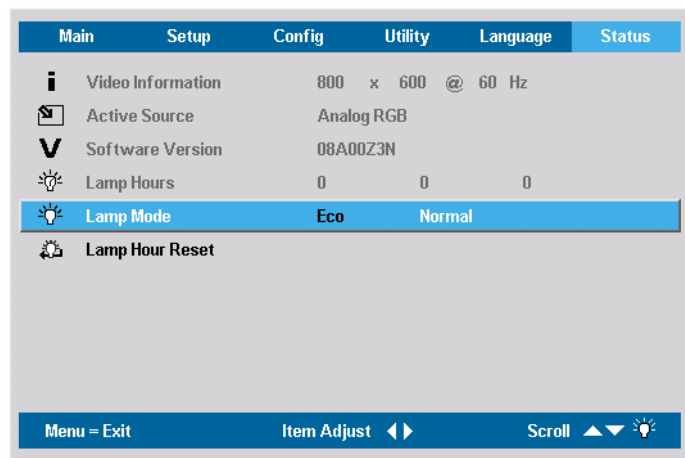 Main Setup Config Utility Language Status
i Video Information 800 x 600 @ 60 Hz
Active Source Analog RGB
V Software Version 08A00Z3N
Lamp Hours 0 0 0
Lamp Mode Eco Normal
Lamp Hour Reset
Menu = Exit Item Adjust Scroll